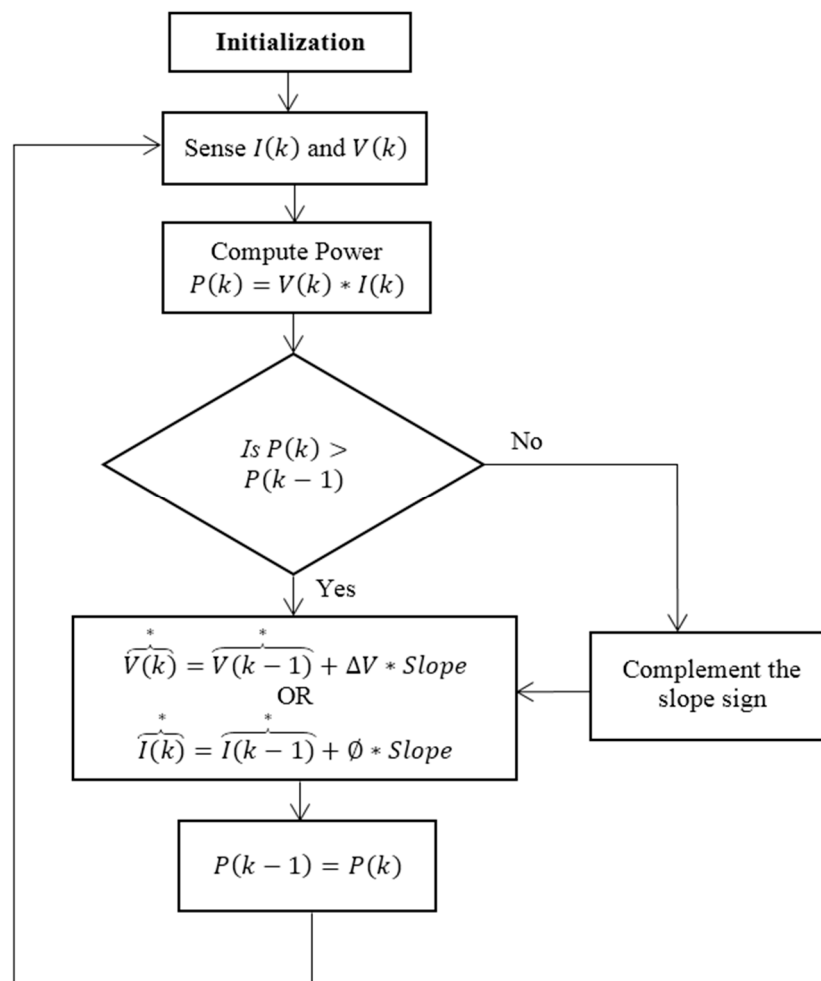 Initialization
Sense I(k) and V(k)
Compute Power
P(k) = V(k) * I(k)
Is P(k) >
P(k − 1)
No
Yes
* *
V(k) = V(k − 1) + ΔV * Slope
OR
* *
I(k) = I(k − 1) + Ø * Slope
Complement the
slope sign
P(k − 1) = P(k)